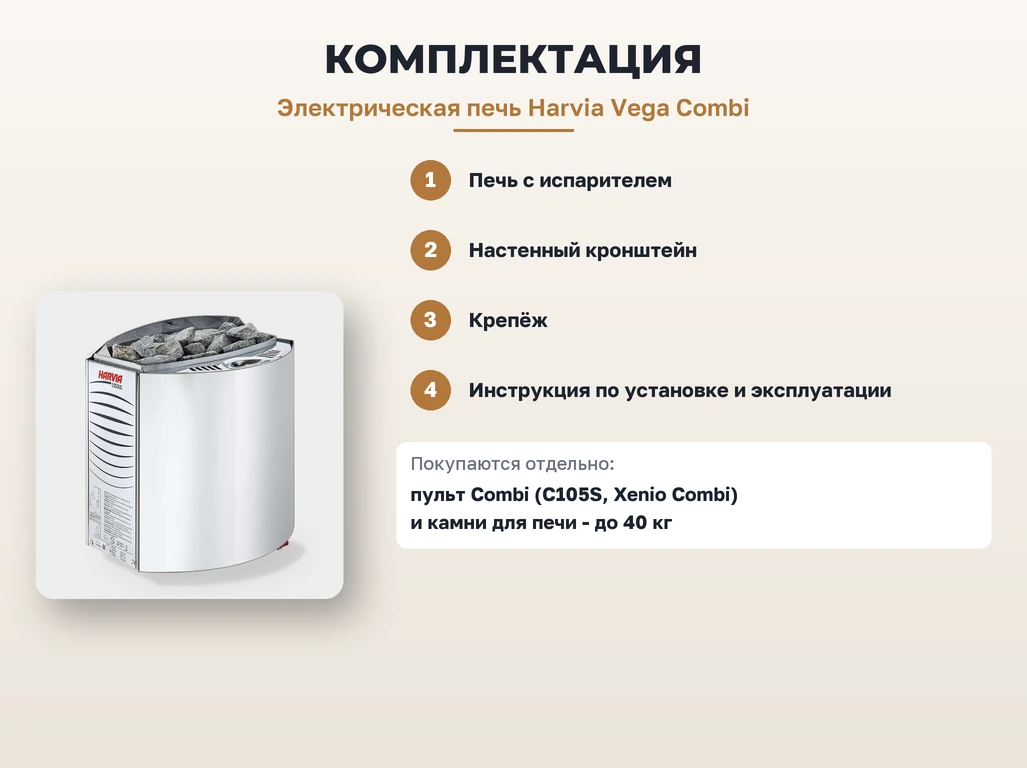 КОМПЛЕКТАЦИЯ
Электрическая печь Harvia Vega Combi
1 Печь с испарителем
2 Настенный кронштейн
3 Крепёж
4 Инструкция по установке и эксплуатации
HARVIA
Покупаются отдельно:
пульт Combi (C105S, Xenio Combi)
и камни для печи - до 40 кг